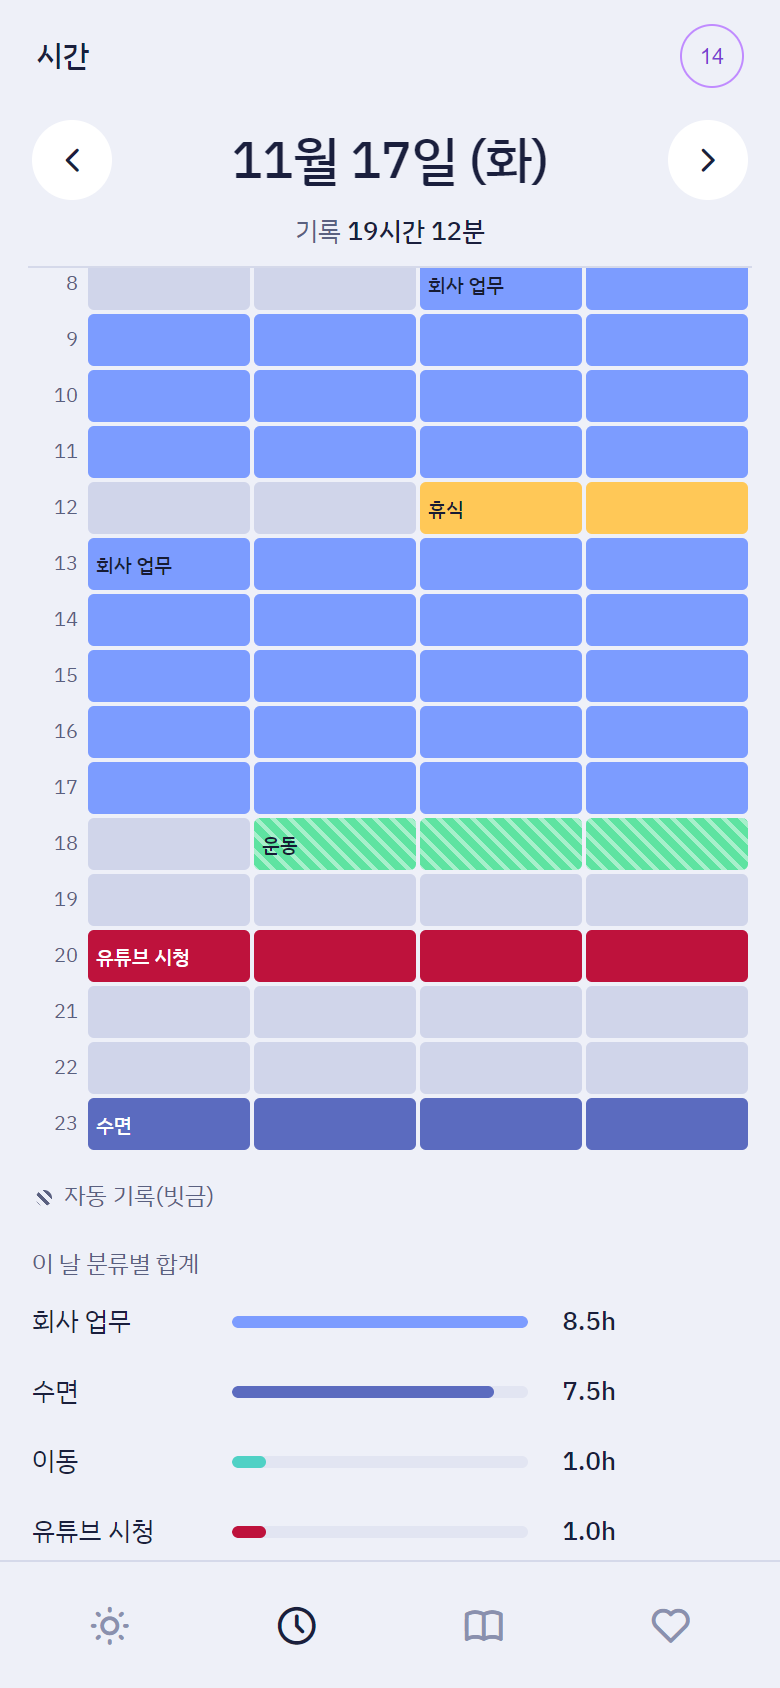 시간
14
11월 17일 (화)
기록 19시간 12분
8 회사 업무
9
10
11
12 휴식
13 회사 업무
14
15
16
17
18 운동
19
20 유튜브 시청
21
22
23 수면
자동 기록(빗금)
이 날 분류별 합계
회사 업무 8.5h
수면 7.5h
이동 1.0h
유튜브 시청 1.0h